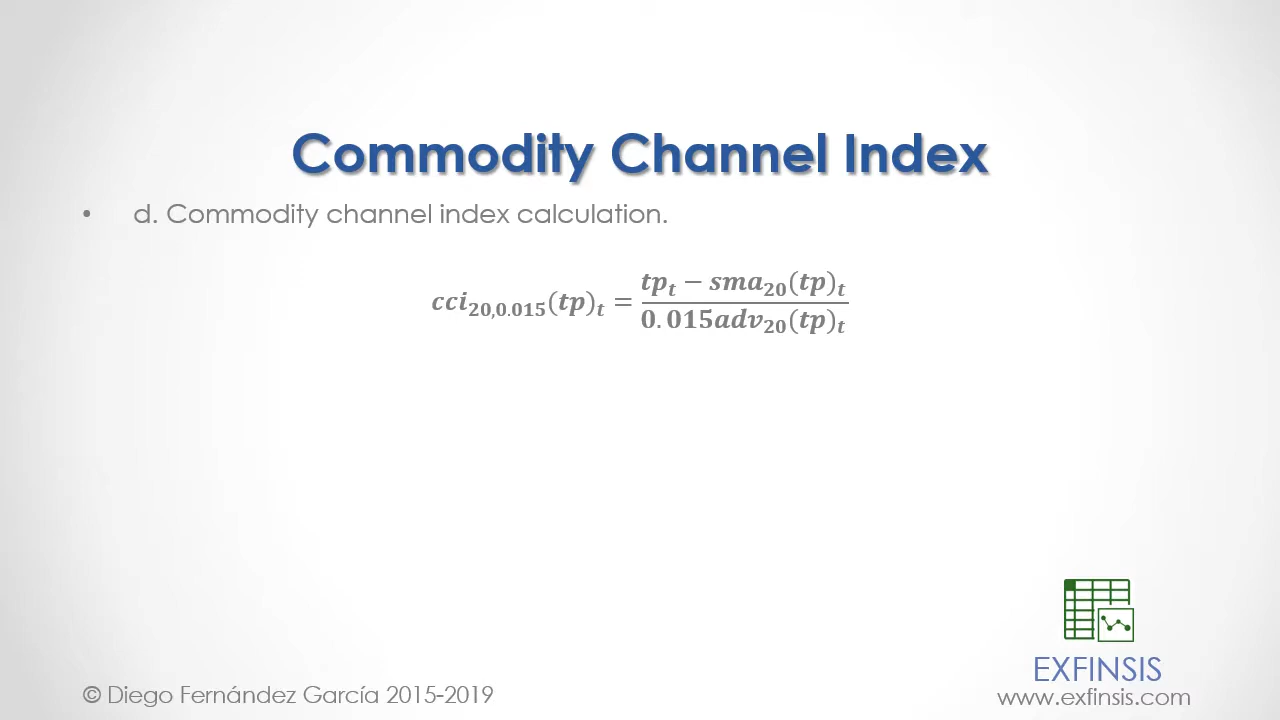 Commodity Channel Index
• d. Commodity channel index calculation.
cci₂₀,₀.₀₁₅(tp)ₜ = (tpₜ − sma₂₀(tp)ₜ) / (0.015adv₂₀(tp)ₜ)
EXFINSIS
© Diego Fernández García 2015-2019
www.exfinsis.com